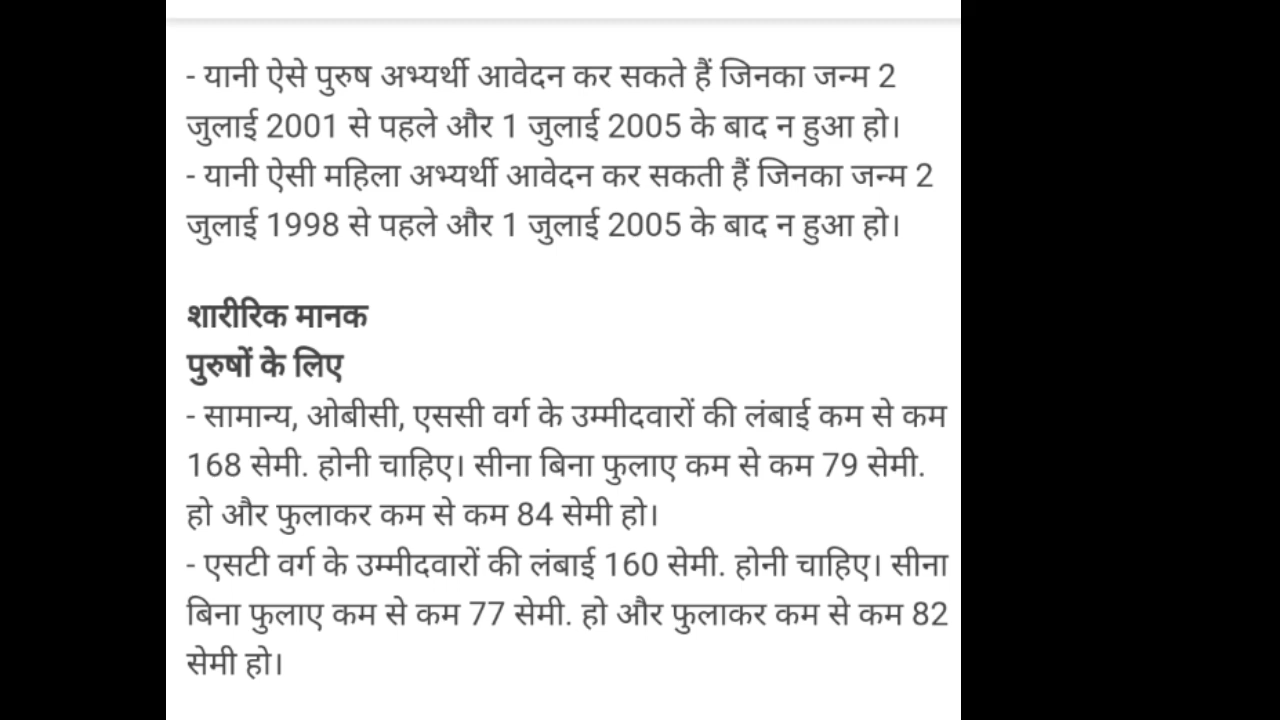 - यानी ऐसे पुरुष अभ्यर्थी आवेदन कर सकते हैं जिनका जन्म 2
जुलाई 2001 से पहले और 1 जुलाई 2005 के बाद न हुआ हो।
- यानी ऐसी महिला अभ्यर्थी आवेदन कर सकती हैं जिनका जन्म 2
जुलाई 1998 से पहले और 1 जुलाई 2005 के बाद न हुआ हो।
शारीरिक मानक
पुरुषों के लिए
- सामान्य, ओबीसी, एससी वर्ग के उम्मीदवारों की लंबाई कम से कम
168 सेमी. होनी चाहिए। सीना बिना फुलाए कम से कम 79 सेमी.
हो और फुलाकर कम से कम 84 सेमी हो।
- एसटी वर्ग के उम्मीदवारों की लंबाई 160 सेमी. होनी चाहिए। सीना
बिना फुलाए कम से कम 77 सेमी. हो और फुलाकर कम से कम 82
सेमी हो।